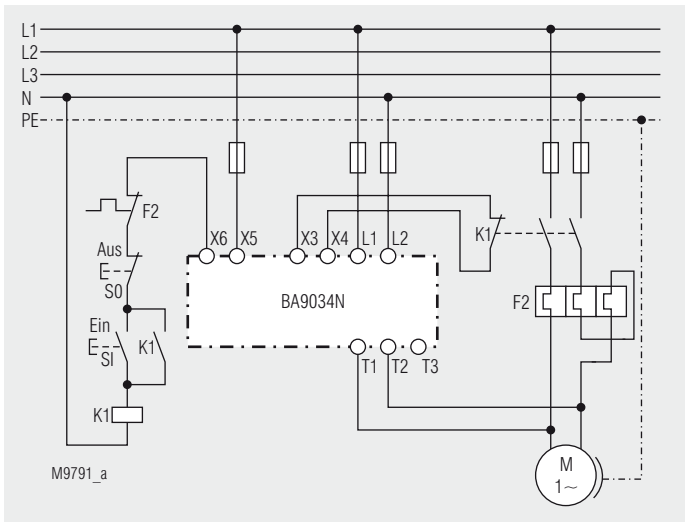 L1
L2
L3
N
PE
F2
X6 X5 X3 X4 L1 L2
K1
Aus
S0
BA9034N
F2
Ein
SI
K1
T1 T2 T3
K1
M9791_a
M
1~